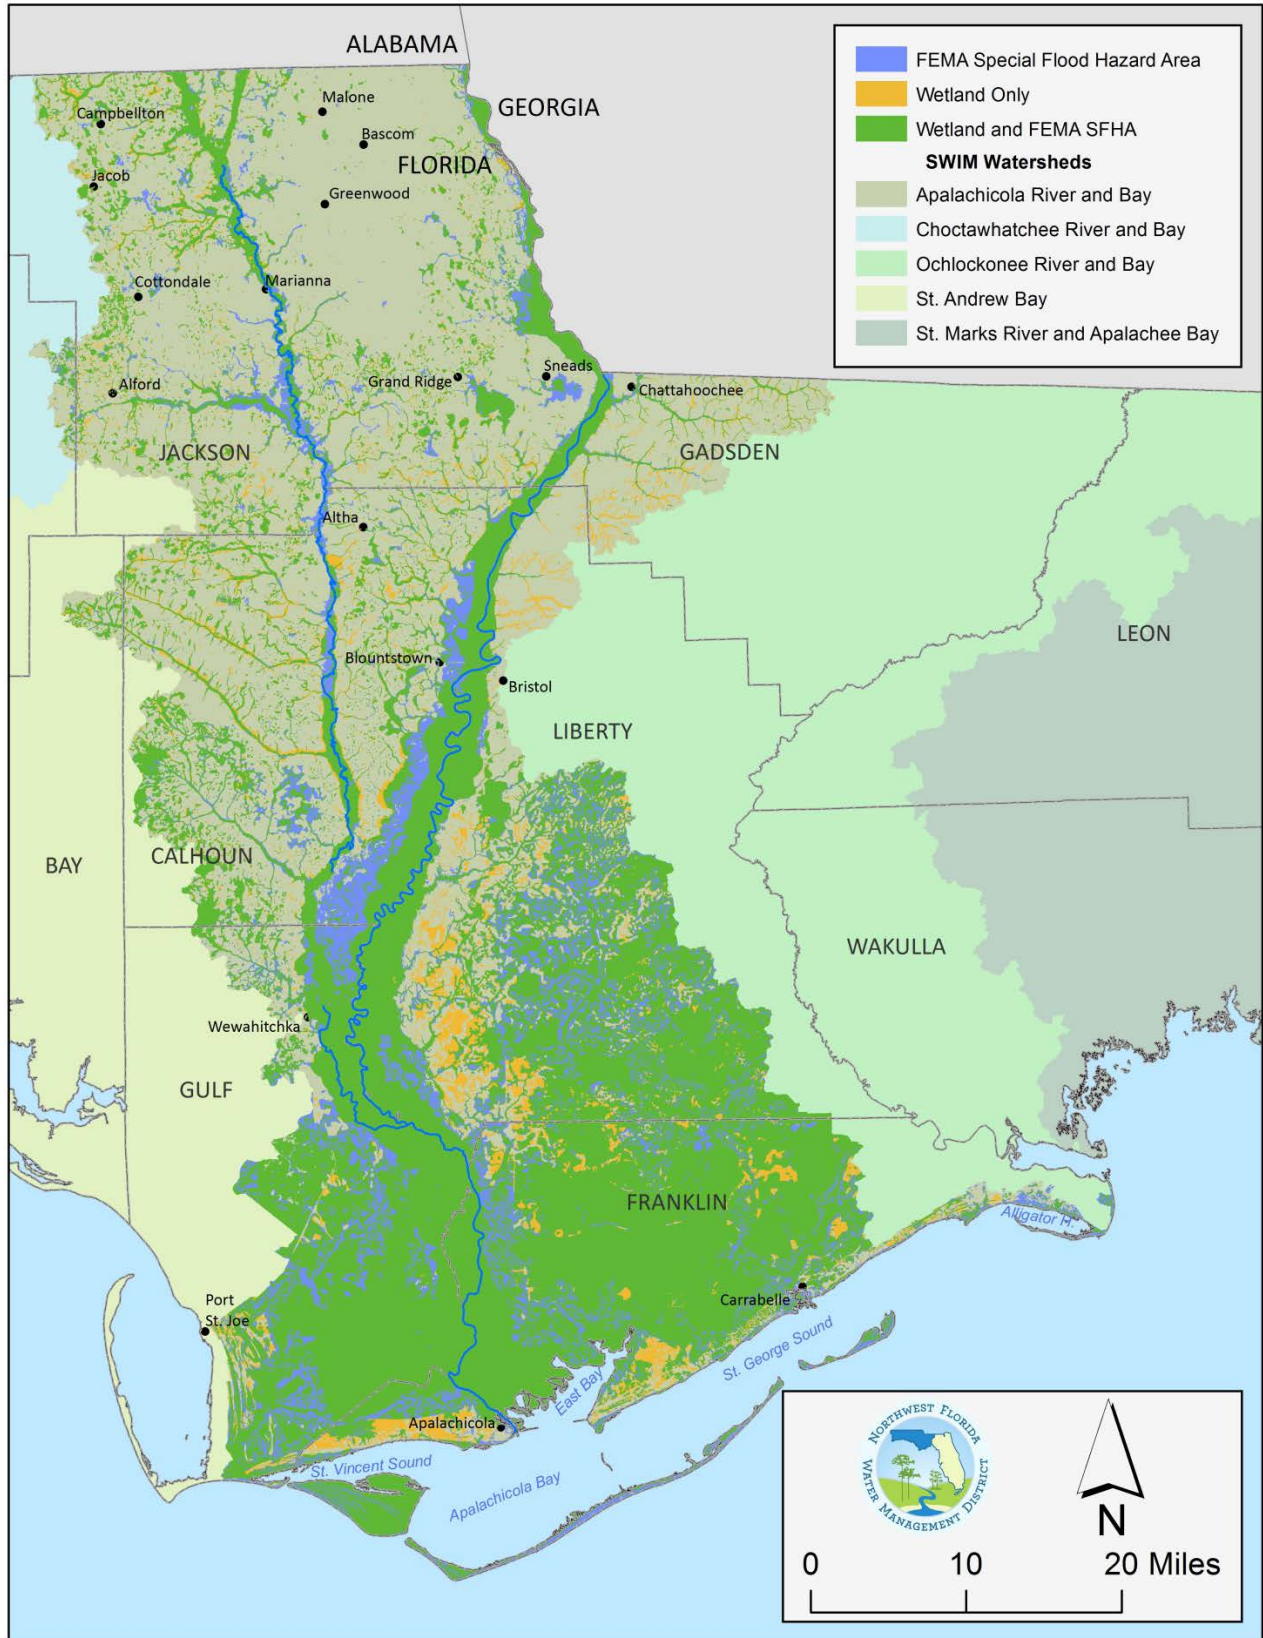 ALABAMA
GEORGIA
FLORIDA
FEMA Special Flood Hazard Area
Wetland Only
Wetland and FEMA SFHA
SWIM Watersheds
Apalachicola River and Bay
Choctawhatchee River and Bay
Ochlockonee River and Bay
St. Andrew Bay
St. Marks River and Apalachee Bay
Malone
Campbellton
Bascom
Jacob
Greenwood
Cottondale
Marianna
Alford
Grand Ridge
Sneads
Chattahoochee
JACKSON
GADSDEN
Altha
LEON
Blountstown
Bristol
LIBERTY
BAY
CALHOUN
WAKULLA
Wewahitchka
GULF
FRANKLIN
Alligator H.
Carrabelle
Port
St. Joe
St. George Sound
East Bay
Apalachicola
St. Vincent Sound
Apalachicola Bay
NORTHWEST FLORIDA
WATER MANAGEMENT DISTRICT
N
0 10 20 Miles